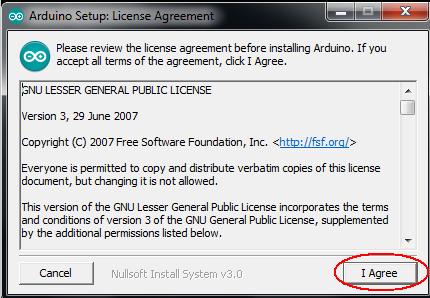 Arduino Setup: License Agreement
Please review the license agreement before installing Arduino. If you
accept all terms of the agreement, click I Agree.
GNU LESSER GENERAL PUBLIC LICENSE
Version 3, 29 June 2007
Copyright (C) 2007 Free Software Foundation, Inc. <http://fsf.org/>
Everyone is permitted to copy and distribute verbatim copies of this license
document, but changing it is not allowed.
This version of the GNU Lesser General Public License incorporates the terms
and conditions of version 3 of the GNU General Public License, supplemented
by the additional permissions listed below.
Cancel
Nullsoft Install System v3.0
I Agree